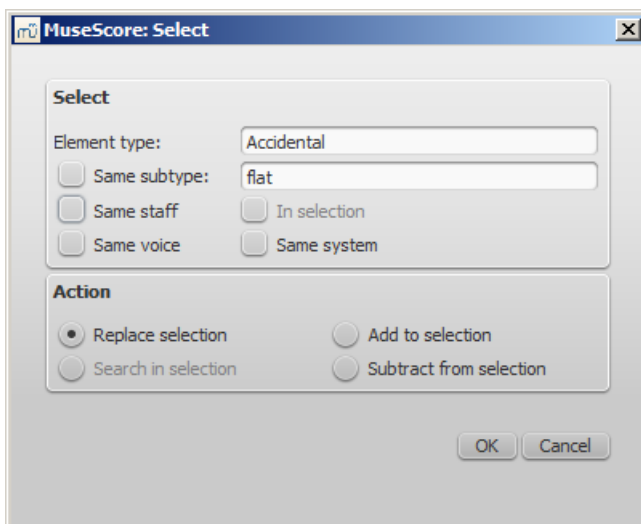 mü MuseScore: Select
Select
Element type: Accidental
Same subtype: flat
Same staff In selection
Same voice Same system
Action
Replace selection Add to selection
Search in selection Subtract from selection
OK Cancel